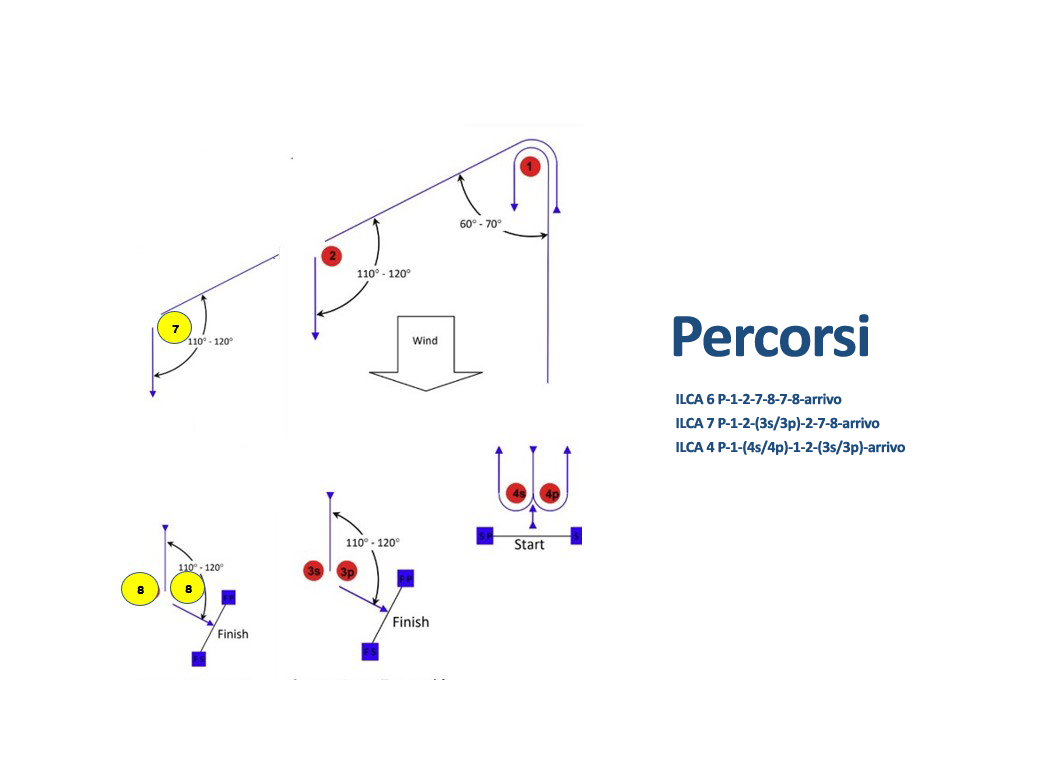 1
60° - 70°
2
110° - 120°
7
110° - 120°
Wind
Percorsi
ILCA 6 P-1-2-7-8-7-8-arrivo
ILCA 7 P-1-2-(3s/3p)-2-7-8-arrivo
ILCA 4 P-1-(4s/4p)-1-2-(3s/3p)-arrivo
4s
4p
S P
S
Start
110° - 120°
3s
3p
F P
Finish
F S
110° - 120°
8
8
F P
Finish
F S